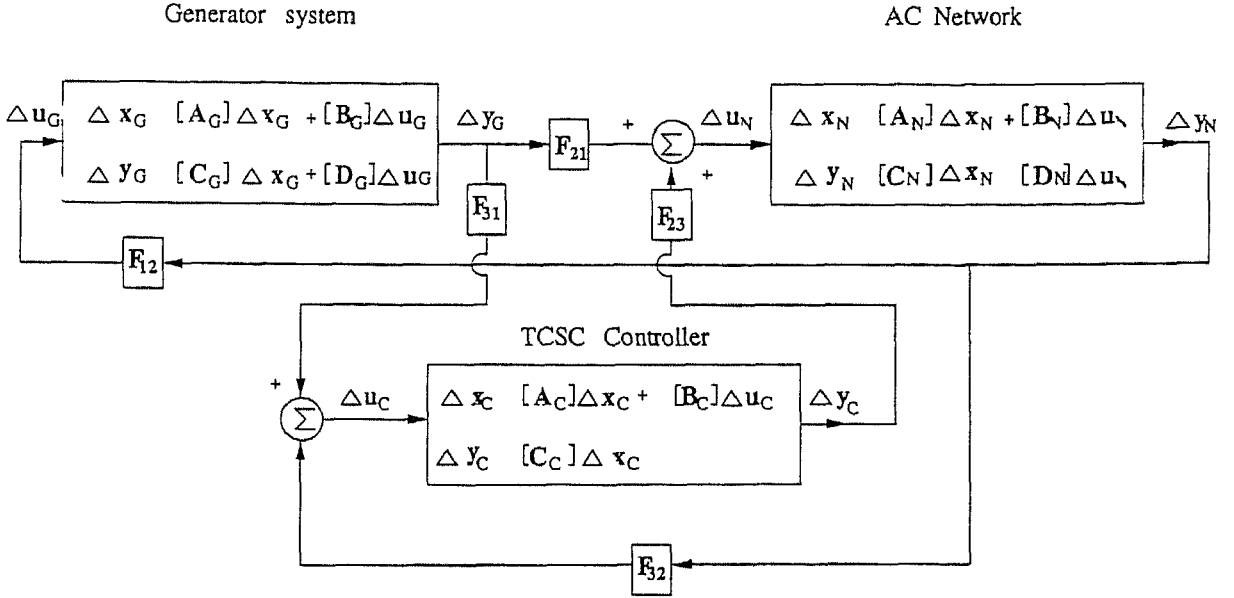 Generator system
AC Network
△u_G
△ x_G [A_G]△x_G + [B_G]△u_G
△ y_G [C_G] △ x_G + [D_G]△u_G
△y_G
F_21
+
Σ
+
△u_N
△ x_N [A_N]△x_N + [B_N]△u
△ y_N [C_N]△x_N [D_N]△u
△y_N
F_31
F_23
F_12
TCSC Controller
+
Σ
△u_C
△ x_C [A_C]△x_C + [B_C]△u_C
△ y_C [C_C]△ x_C
△y_C
F_32